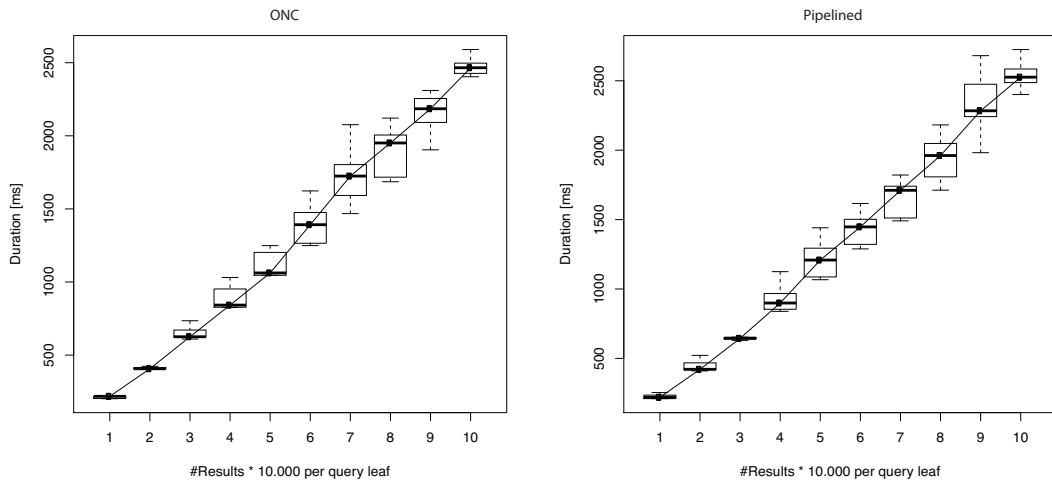 ONC
Duration [ms]
2500
2000
1500
1000
500
1 2 3 4 5 6 7 8 9 10
#Results * 10.000 per query leaf
Pipelined
Duration [ms]
2500
2000
1500
1000
500
1 2 3 4 5 6 7 8 9 10
#Results * 10.000 per query leaf